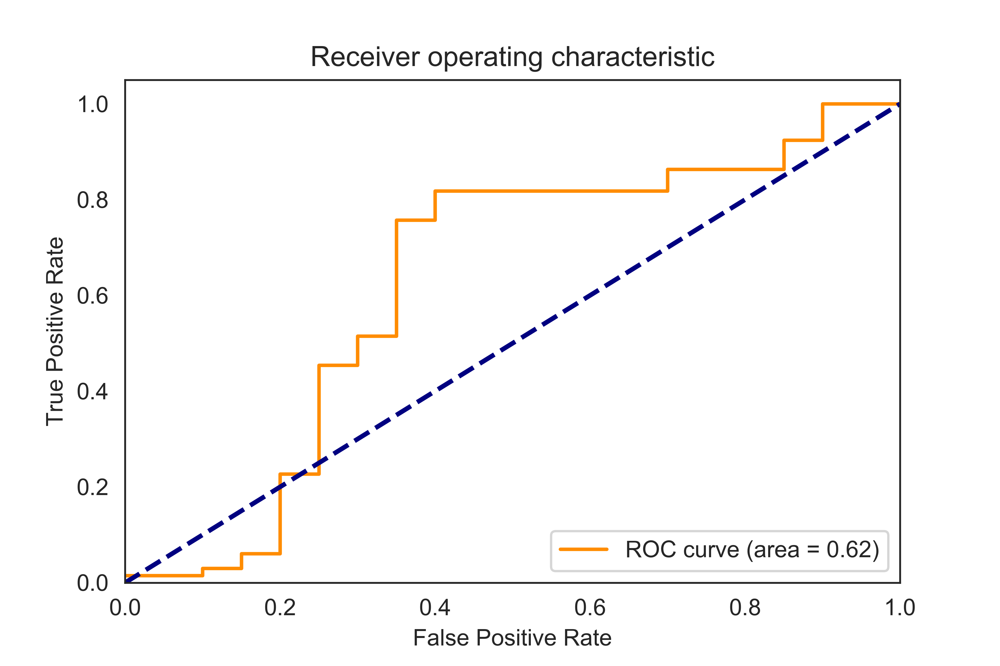 Receiver operating characteristic
1.0
0.8
0.6
0.4
0.2
0.0
True Positive Rate
ROC curve (area = 0.62)
0.0 0.2 0.4 0.6 0.8 1.0
False Positive Rate